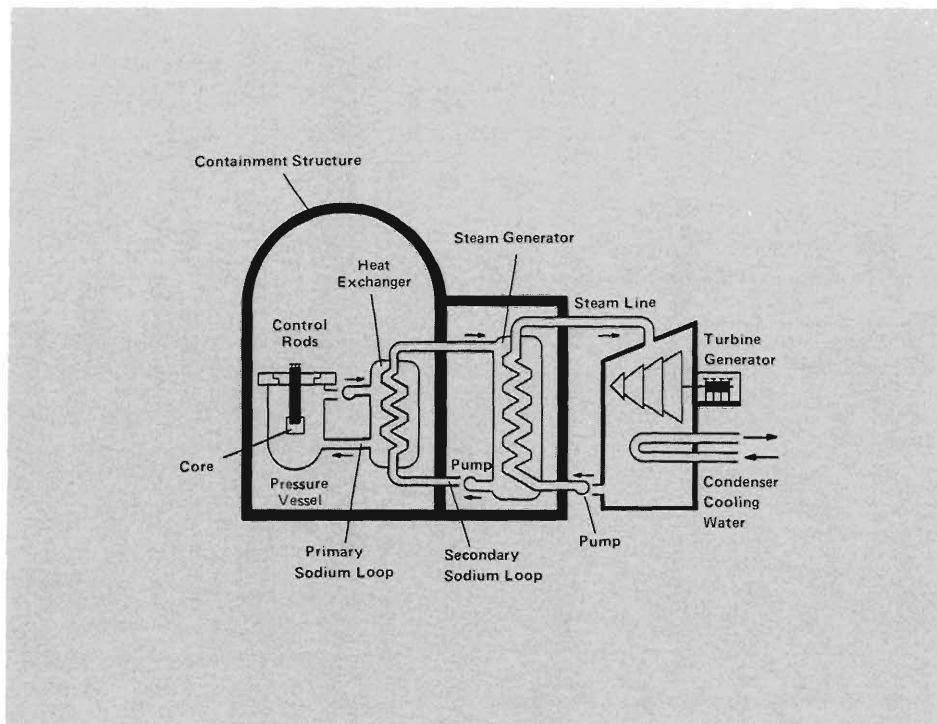 Containment Structure
Steam Generator
Heat
Exchanger
Steam Line
Control
Rods
Turbine
Generator
Core
Pressure
Vessel
Pump
Condenser
Cooling
Water
Pump
Primary
Sodium Loop
Secondary
Sodium Loop